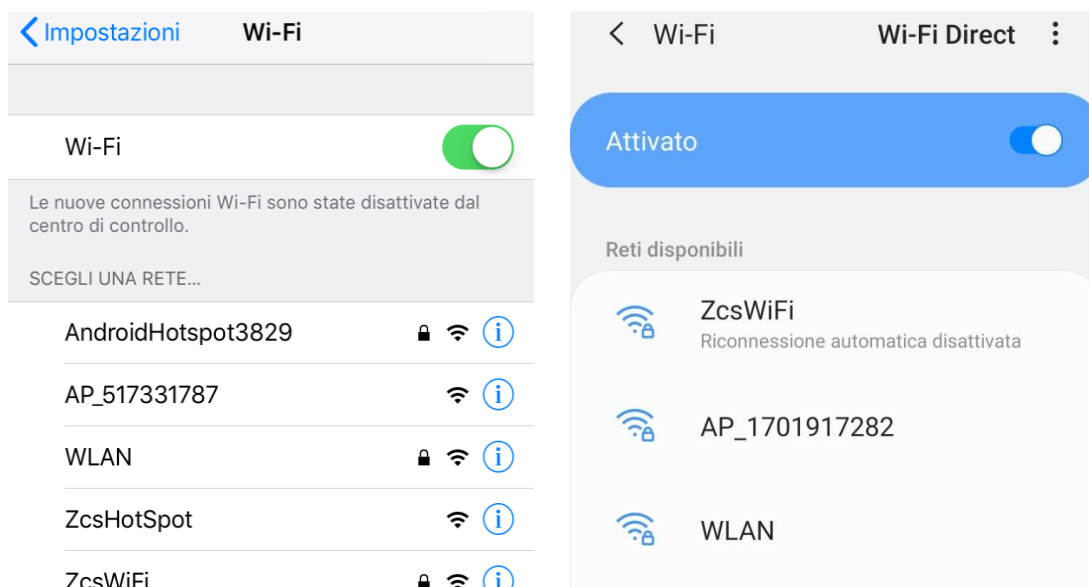 Impostazioni Wi-Fi
Wi-Fi
Le nuove connessioni Wi-Fi sono state disattivate dal
centro di controllo.
SCEGLI UNA RETE...
AndroidHotspot3829
AP_517331787
WLAN
ZcsHotSpot
ZcsWiFi
Wi-Fi Wi-Fi Direct
Attivato
Reti disponibili
ZcsWiFi
Riconnessione automatica disattivata
AP_1701917282
WLAN